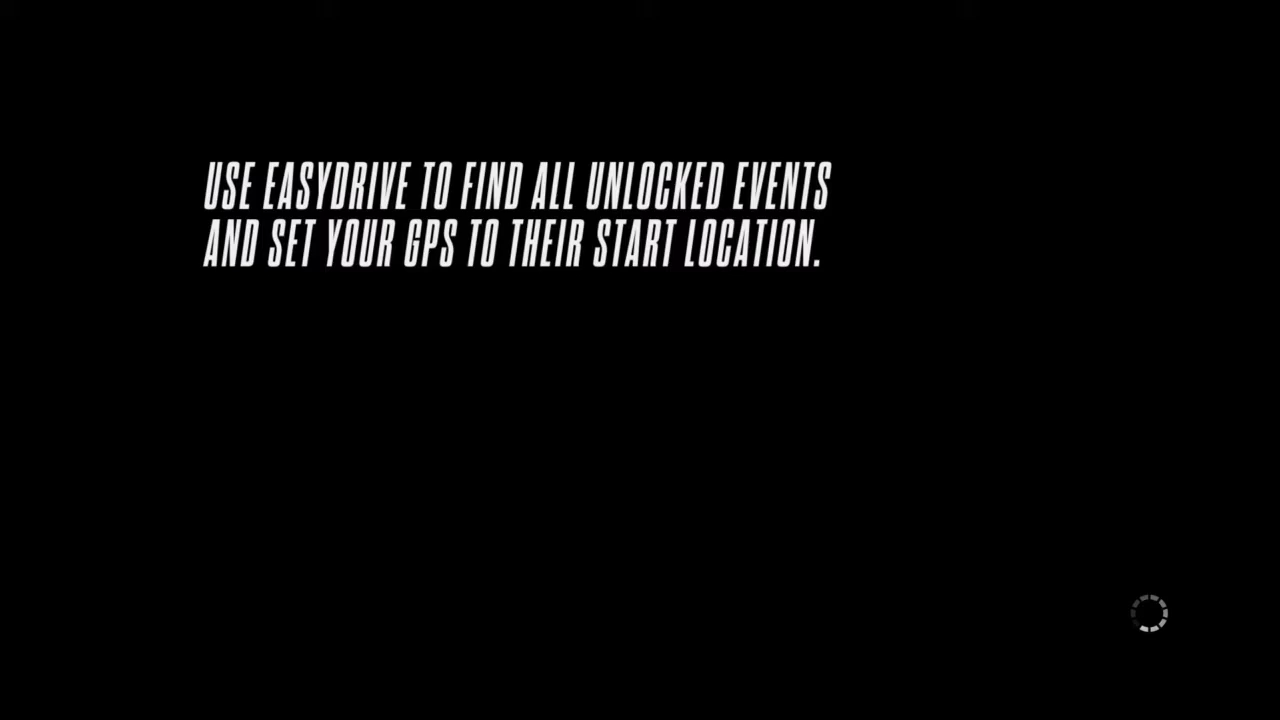 USE EASYDRIVE TO FIND ALL UNLOCKED EVENTS
AND SET YOUR GPS TO THEIR START LOCATION.